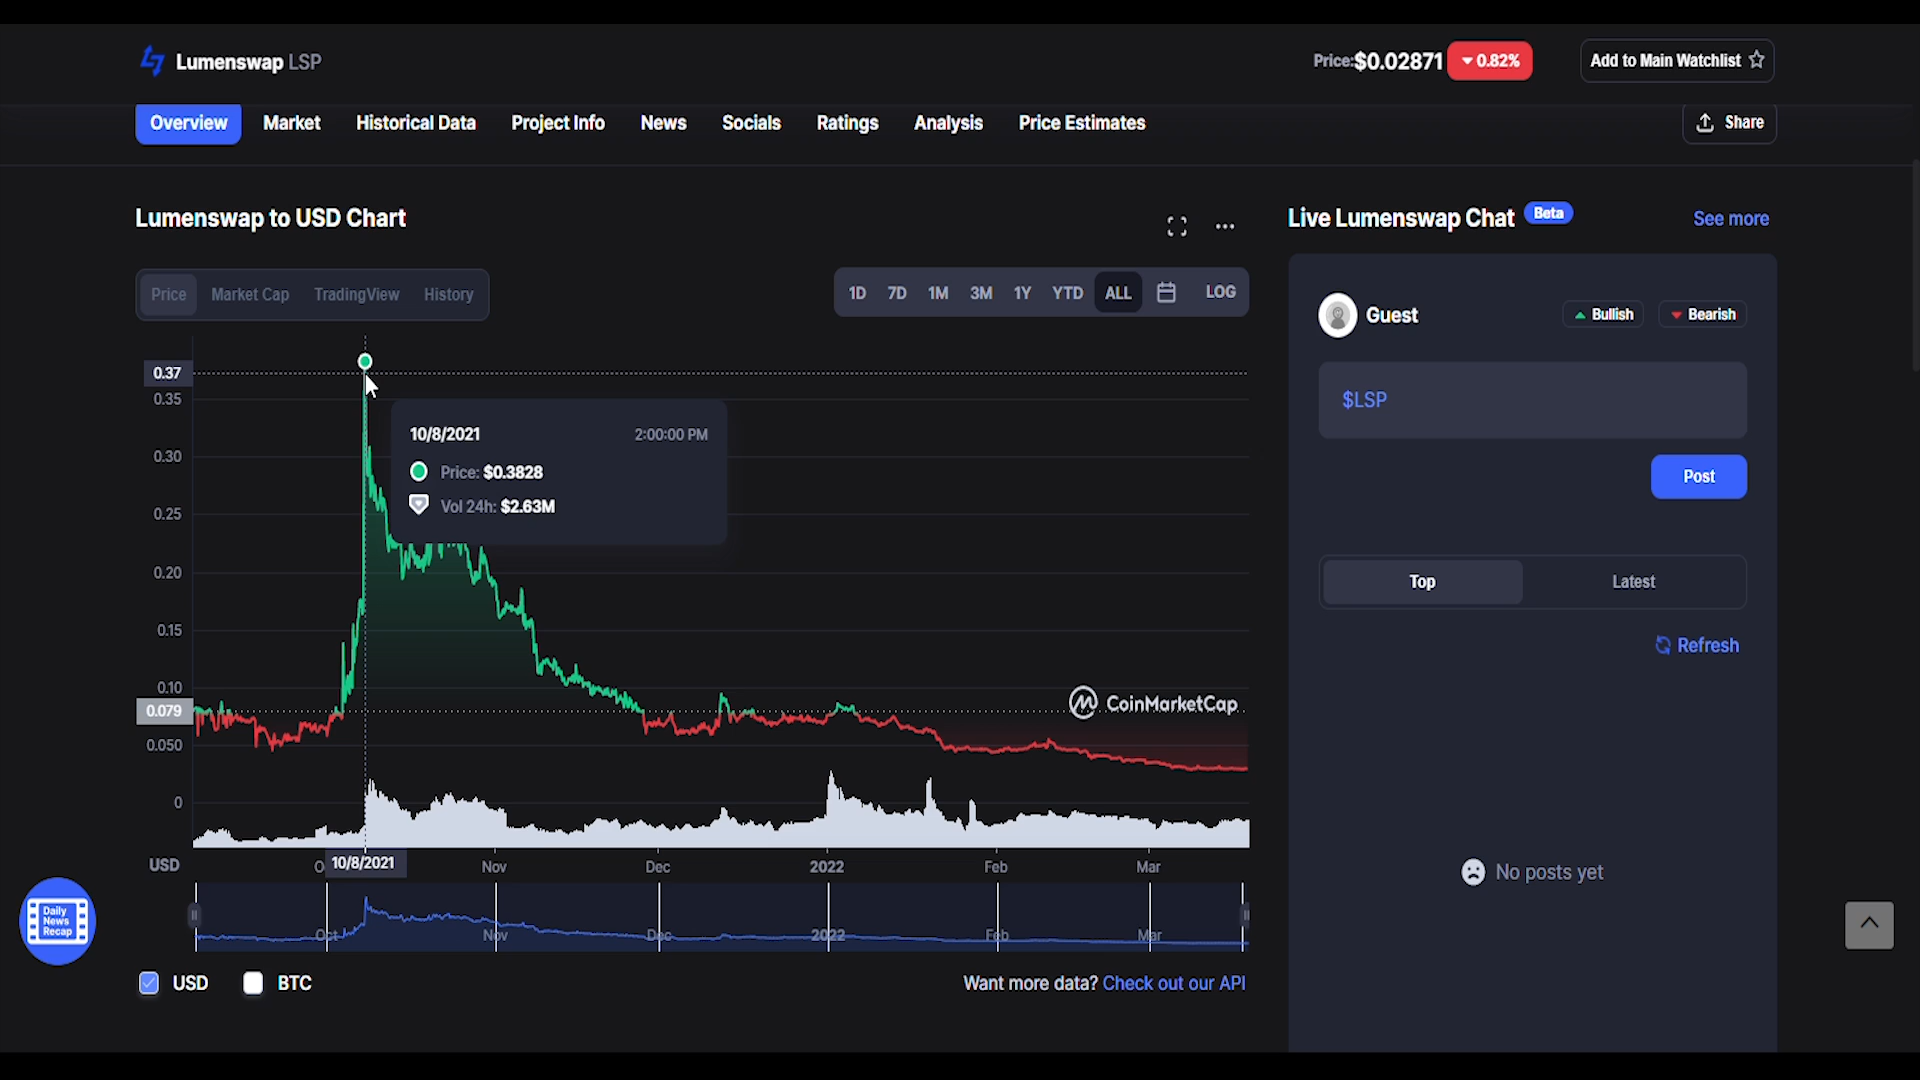 Lumenswap LSP
Price:$0.02871 0.82%
Add to Main Watchlist
Overview Market Historical Data Project Info News Socials Ratings Analysis Price Estimates
Share
Lumenswap to USD Chart
Price Market Cap TradingView History
1D 7D 1M 3M 1Y YTD ALL LOG
0.37
0.35
0.30
0.25
0.20
0.15
0.10
0.079
0.050
0
10/8/2021 2:00:00 PM
Price: $0.3828
Vol 24h: $2.63M
CoinMarketCap
USD O 10/8/2021 Nov Dec 2022 Feb Mar
Oct Nov Dec 2022 Feb Mar
USD BTC
Want more data? Check out our API
Daily
News
Recap
Live Lumenswap Chat Beta
See more
Guest
Bullish
Bearish
$LSP
Post
Top Latest
Refresh
No posts yet